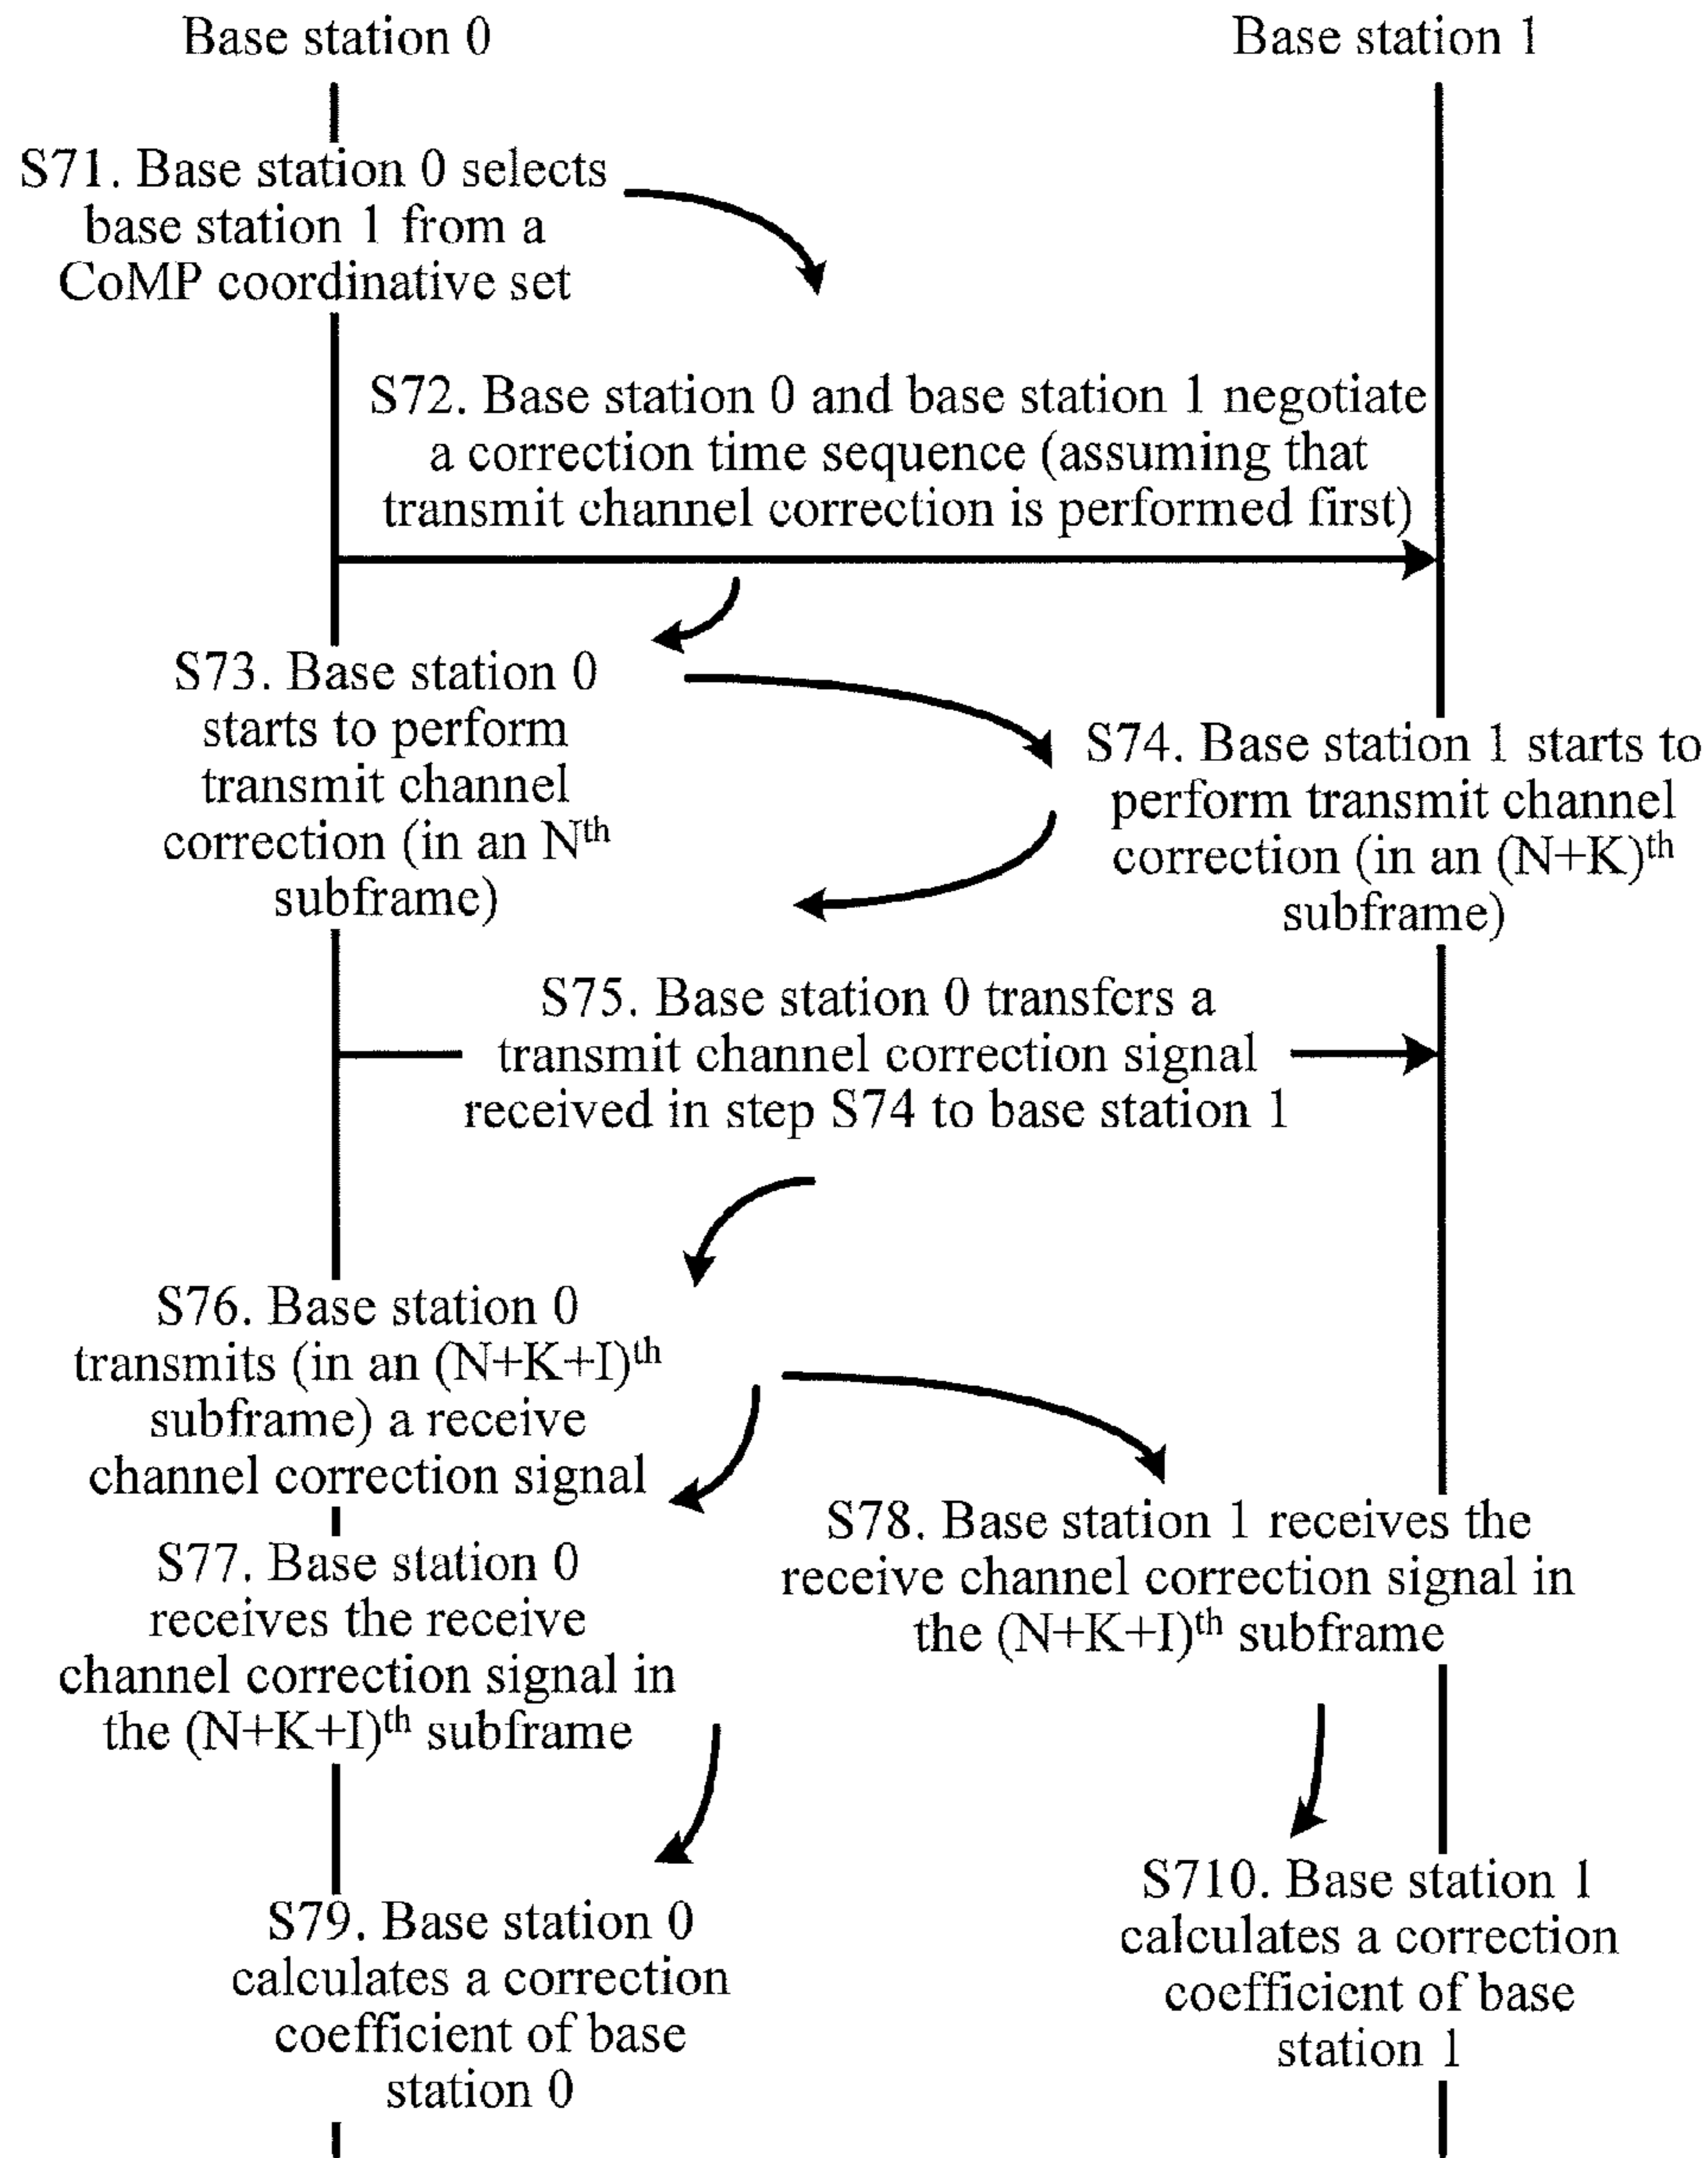 Base station 0
Base station 1
S71. Base station 0 selects
base station 1 from a
CoMP coordinative set
S72. Base station 0 and base station 1 negotiate
a correction time sequence (assuming that
transmit channel correction is performed first)
S73. Base station 0
starts to perform
transmit channel
correction (in an Nth
subframe)
S74. Base station 1 starts to
perform transmit channel
correction (in an (N+K)th
subframe)
S75. Base station 0 transfers a
transmit channel correction signal
received in step S74 to base station 1
S76. Base station 0
transmits (in an (N+K+I)th
subframe) a receive
channel correction signal
S77. Base station 0
receives the receive
channel correction signal in
the (N+K+I)th subframe
S78. Base station 1 receives the
receive channel correction signal in
the (N+K+I)th subframe
S79. Base station 0
calculates a correction
coefficient of base
station 0
S710. Base station 1
calculates a correction
coefficient of base
station 1